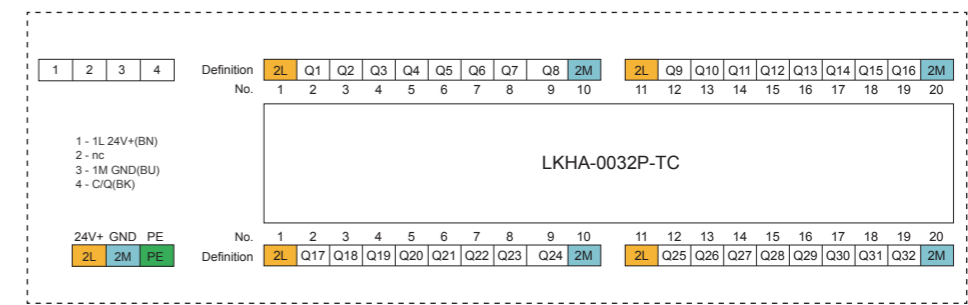 1 2 3 4 Definition 2L Q1 Q2 Q3 Q4 Q5 Q6 Q7 Q8 2M 2L Q9 Q10 Q11 Q12 Q13 Q14 Q15 Q16 2M
No. 1 2 3 4 5 6 7 8 9 10 11 12 13 14 15 16 17 18 19 20
1 - 1L 24V+(BN)
2 - nc
3 - 1M GND(BU)
4 - C/Q(BK)
LKHA-0032P-TC
24V+ GND PE No. 1 2 3 4 5 6 7 8 9 10 11 12 13 14 15 16 17 18 19 20
2L 2M PE Definition 2L Q17 Q18 Q19 Q20 Q21 Q22 Q23 Q24 2M 2L Q25 Q26 Q27 Q28 Q29 Q30 Q31 Q32 2M